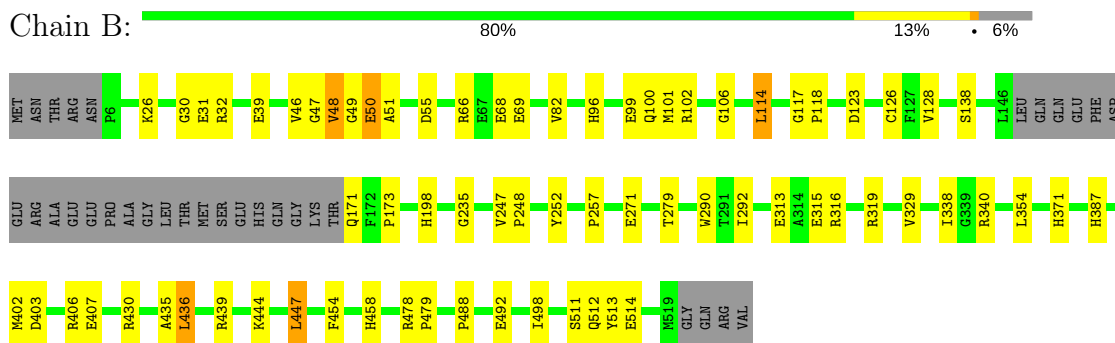 Chain B:
80% 13% • 6%
MET ASN THR ARG ASN P6 K26 G30 E31 R32 E39 V46 G47 V48 G49 E50 A51 D55 R66 E67 E68 E69 V82 H96 E99 Q100 M101 R102 G106 L114 G117 P118 D123 C126 F127 V128 S138 L146 LEU GLN GLN GLU PHE ASP
GLU ARG ALA GLU GLU PRO ALA GLY LEU THR MET SER GLU HIS GLN GLY LYS THR Q171 F172 P173 H198 G235 V247 P248 Y252 P257 E271 T279 W290 T291 I292 E313 A314 E315 R316 R319 V329 I338 G339 R340 L354 H371 H387
M402 D403 R406 E407 R430 A435 L436 R439 K444 L447 F454 H458 R478 P479 P488 E492 I498 S511 Q512 Y513 E514 M519 GLY GLN ARG VAL